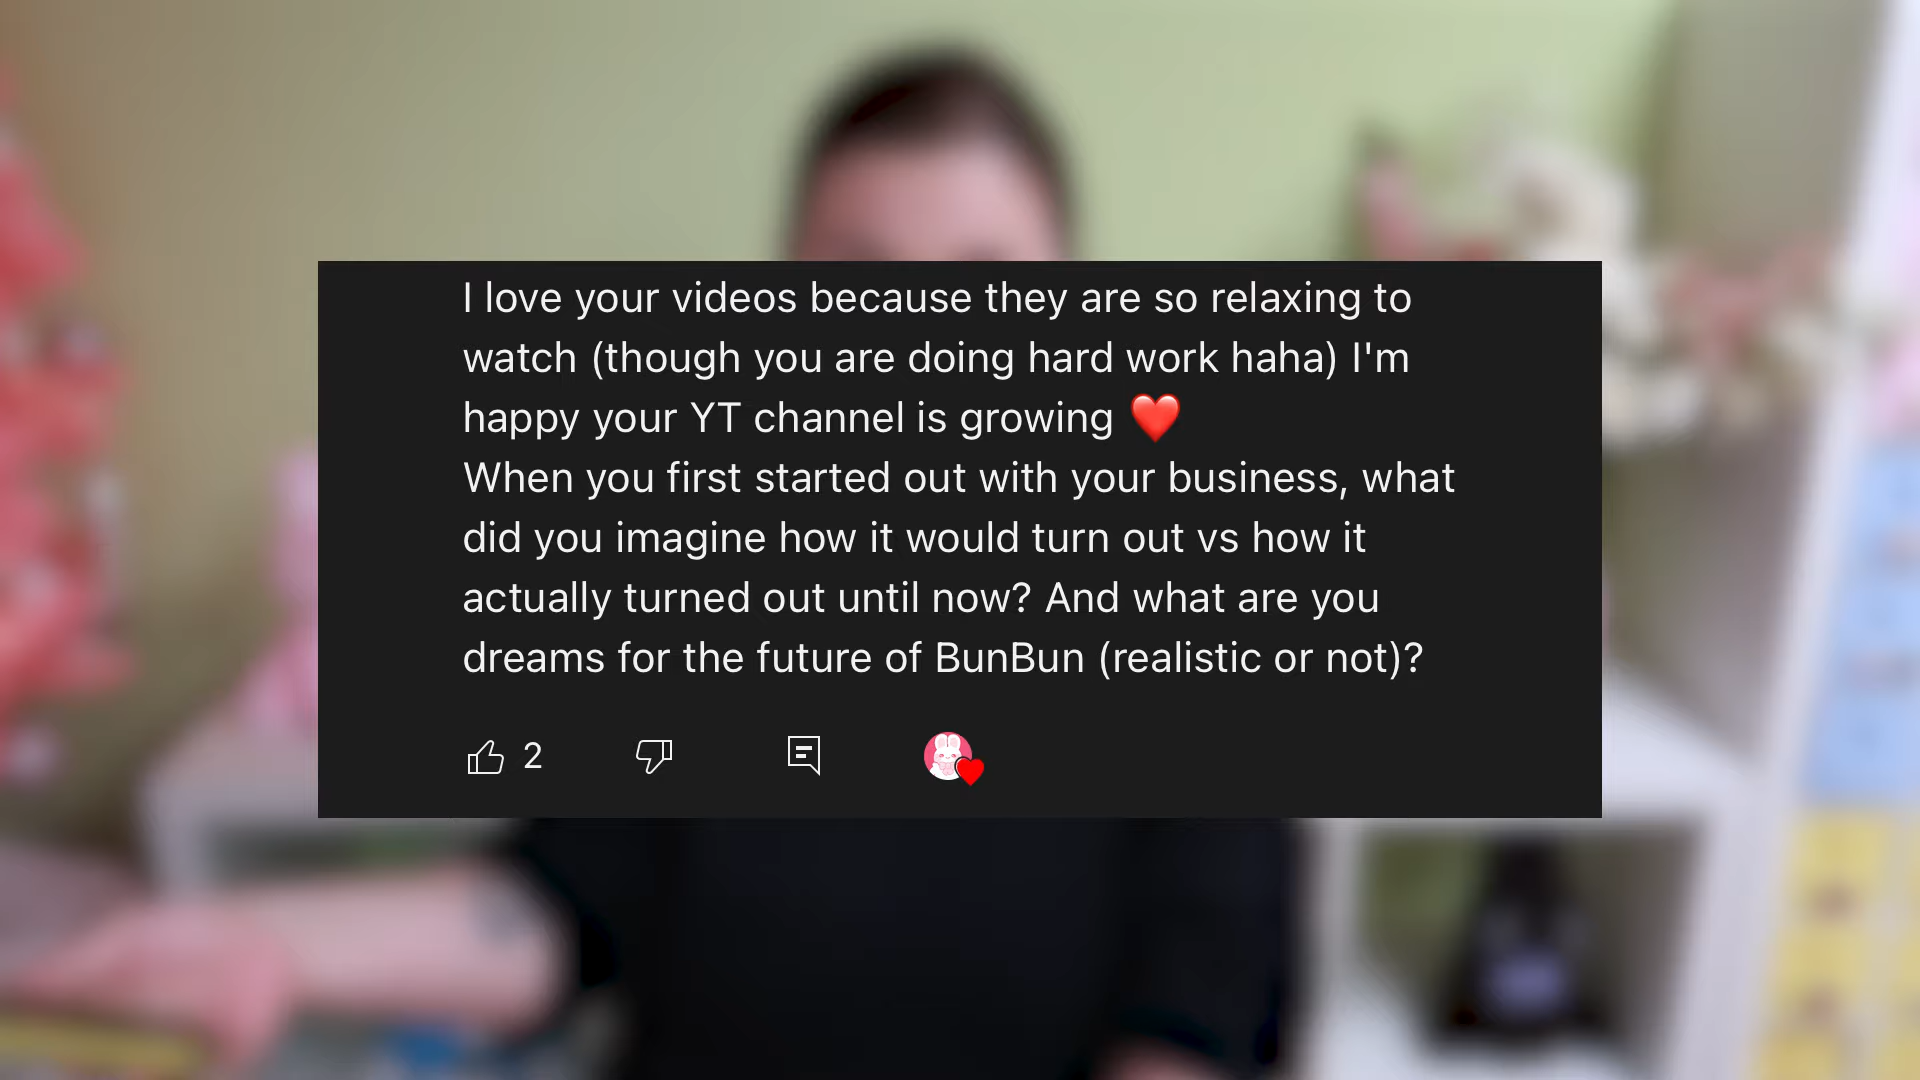 I love your videos because they are so relaxing to
watch (though you are doing hard work haha) I'm
happy your YT channel is growing ❤️
When you first started out with your business, what
did you imagine how it would turn out vs how it
actually turned out until now? And what are you
dreams for the future of BunBun (realistic or not)?
2